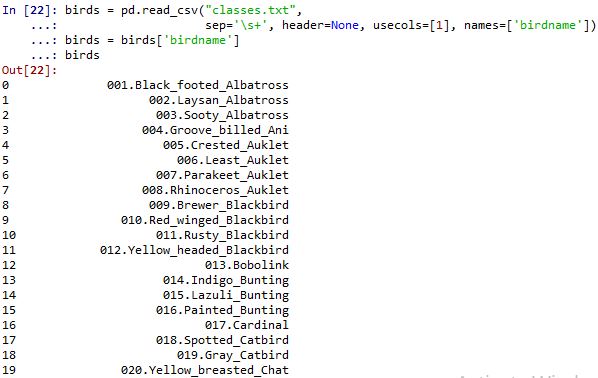 In [22]: birds = pd.read_csv("classes.txt",
    ...:                     sep='\s+', header=None, usecols=[1], names=['birdname'])
    ...: birds = birds['birdname']
    ...: birds
Out[22]:
0              001.Black_footed_Albatross
1                    002.Laysan_Albatross
2                     003.Sooty_Albatross
3                   004.Groove_billed_Ani
4                      005.Crested_Auklet
5                        006.Least_Auklet
6                     007.Parakeet_Auklet
7                   008.Rhinoceros_Auklet
8                    009.Brewer_Blackbird
9                010.Red_winged_Blackbird
10                    011.Rusty_Blackbird
11            012.Yellow_headed_Blackbird
12                           013.Bobolink
13                     014.Indigo_Bunting
14                     015.Lazuli_Bunting
15                    016.Painted_Bunting
16                           017.Cardinal
17                    018.Spotted_Catbird
18                       019.Gray_Catbird
19               020.Yellow_breasted_Chat